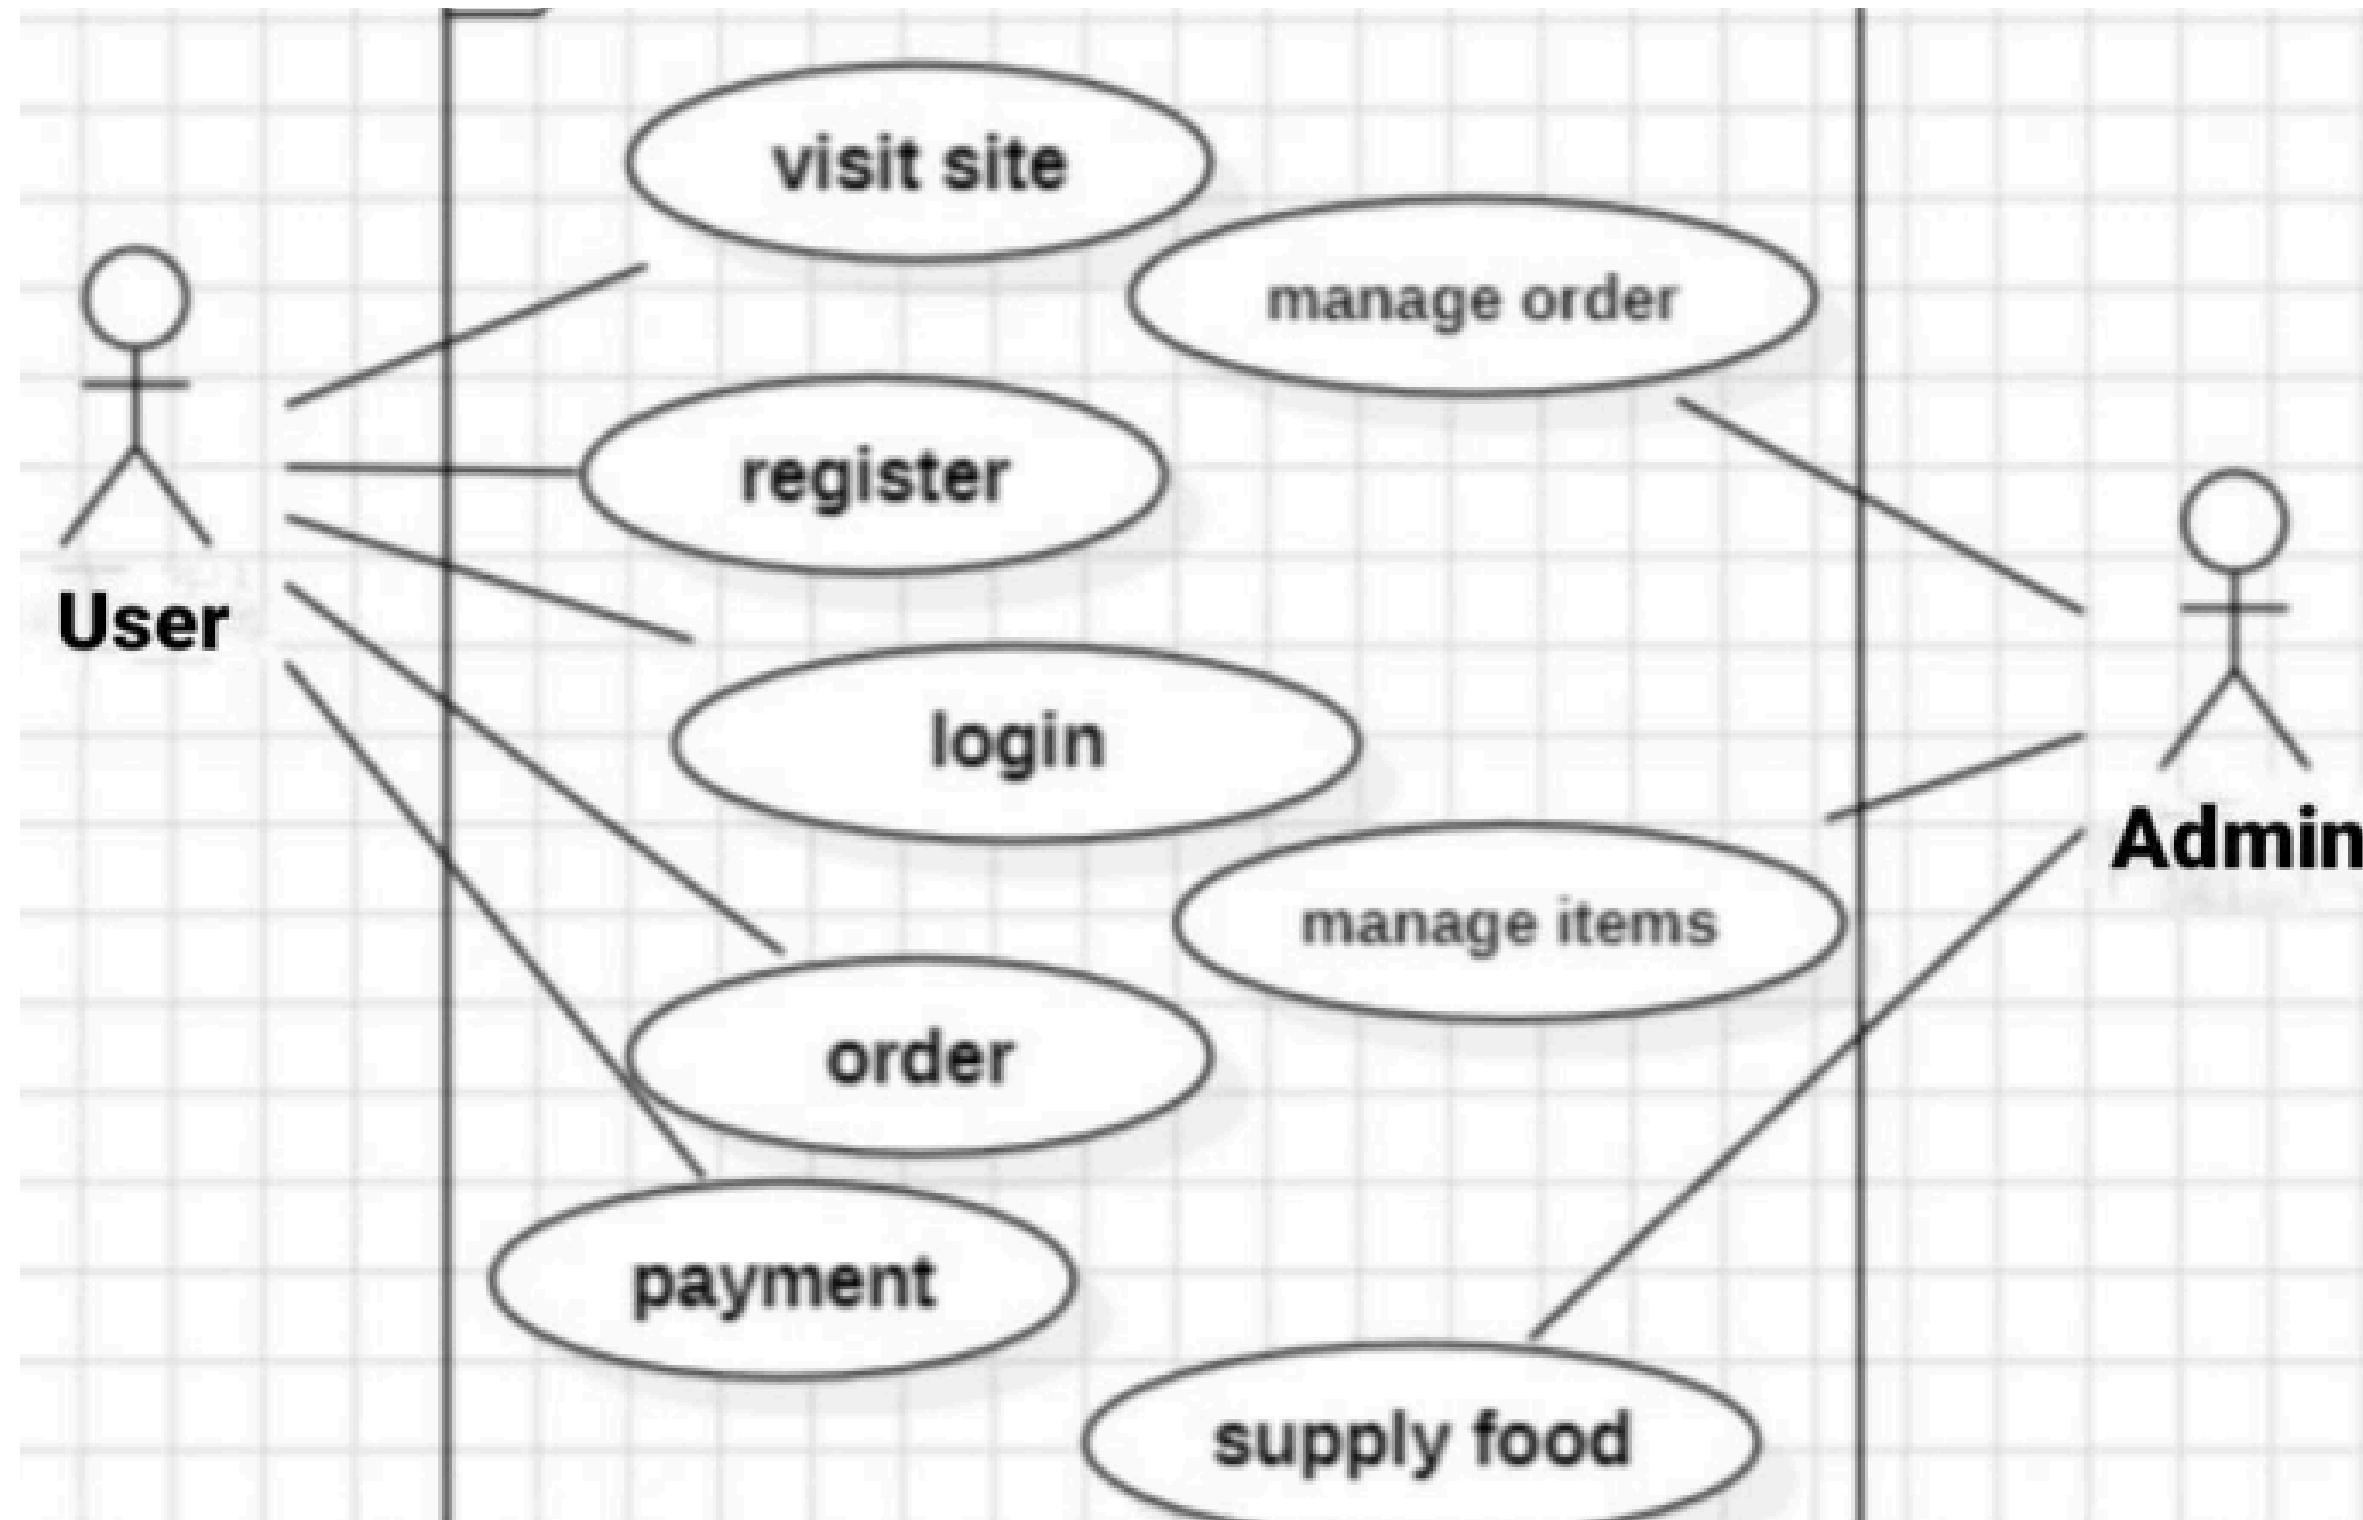 visit site
manage order
register
User
login
Admin
manage items
order
payment
supply food